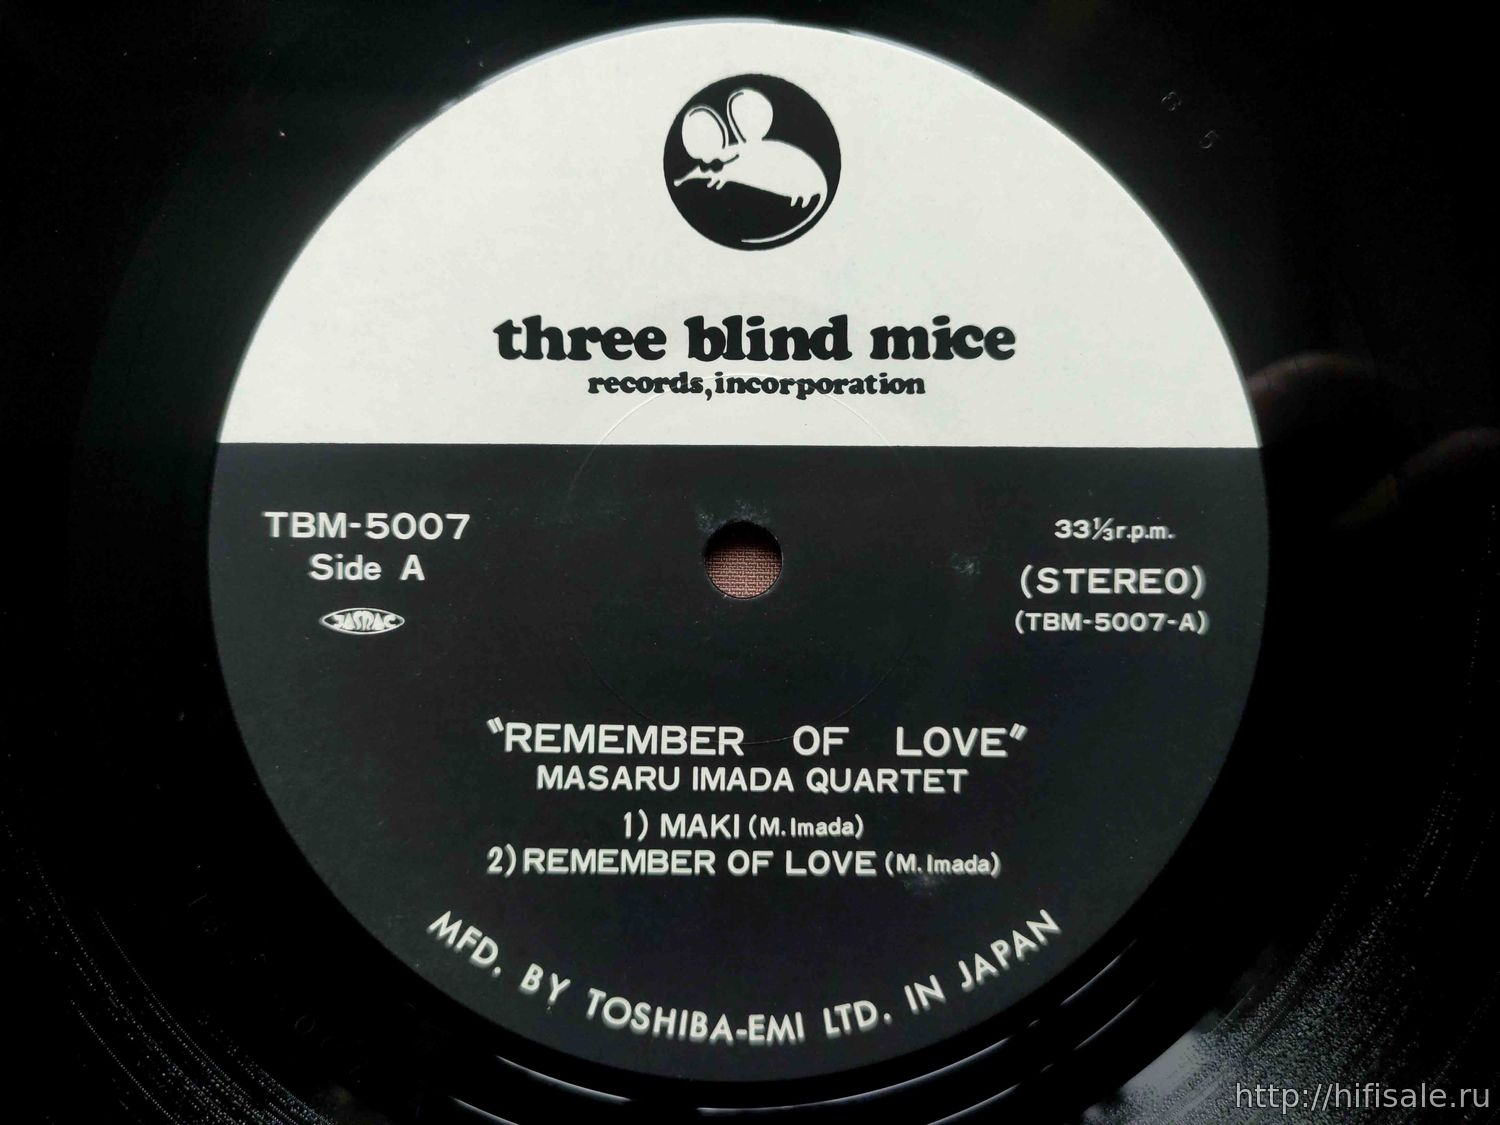 three blind mice
records, incorporation
TBM-5007
Side A
JASRAC
33⅓r.p.m.
(STEREO)
(TBM-5007-A)
"REMEMBER OF LOVE"
MASARU IMADA QUARTET
1) MAKI (M. Imada)
2) REMEMBER OF LOVE (M. Imada)
MFD. BY TOSHIBA-EMI LTD. IN JAPAN
http://hifisale.ru